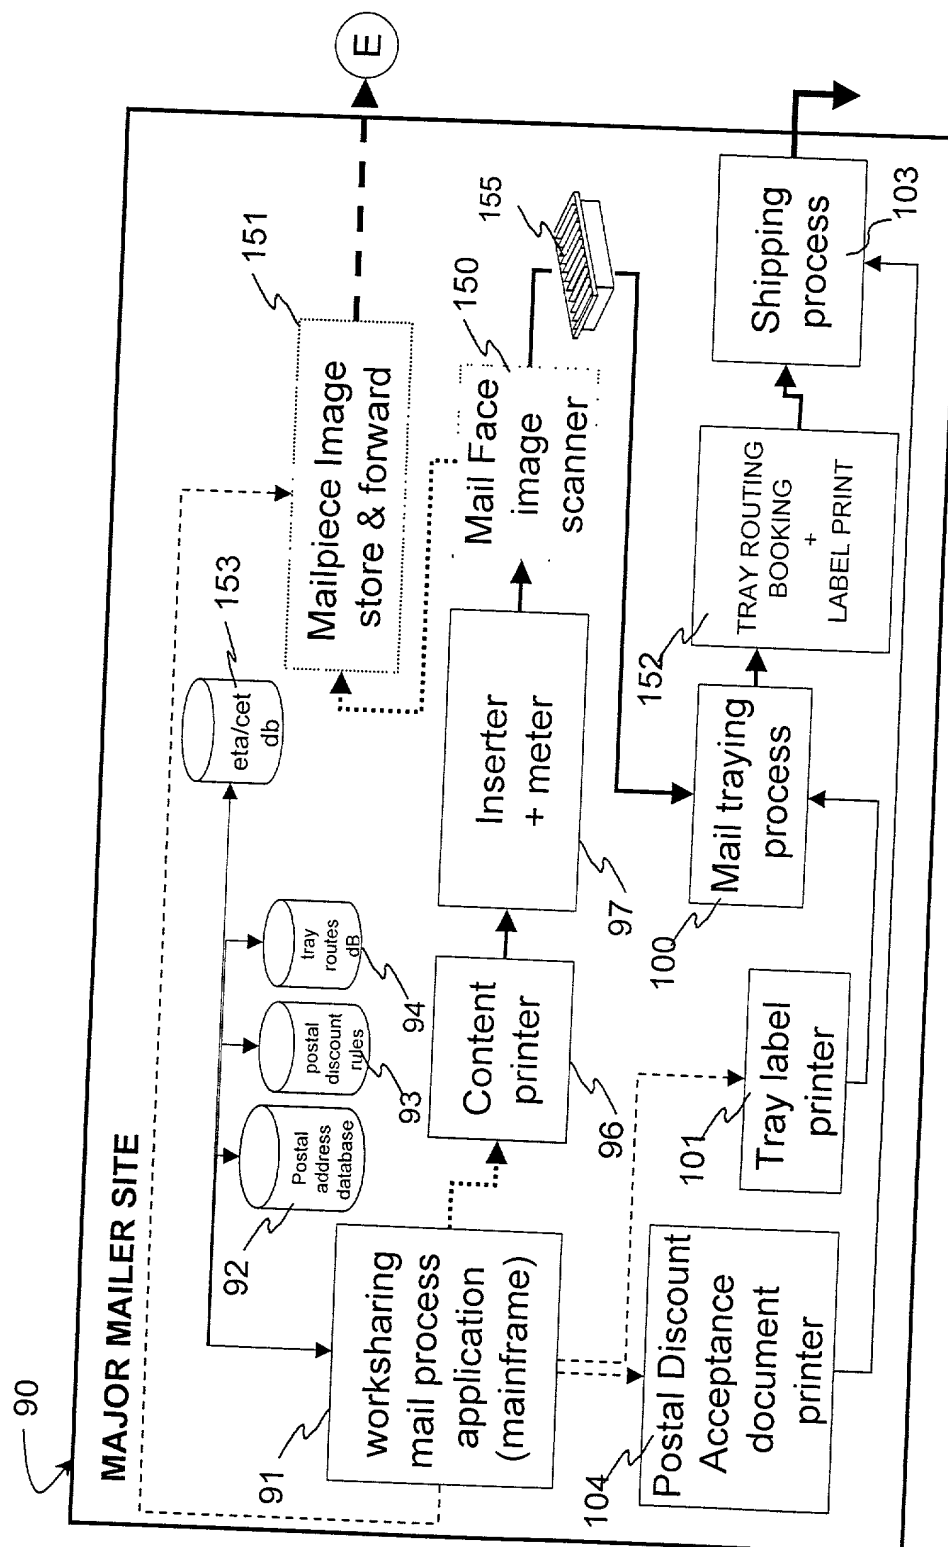 90
MAJOR MAILER SITE
91
worksharing
mail process
application
(mainframe)
92
Postal
address
database
postal
discount
rules
93
tray
routes
dB
94
eta/cet
db
153
Mailpiece Image
store & forward
151
E
Content
printer
96
Inserter
+ meter
97
Mail Face
image
scanner
150
155
104
Postal Discount
Acceptance
document
printer
101
Tray label
printer
100
Mail traying
process
152
TRAY ROUTING
BOOKING
+
LABEL PRINT
Shipping
process
103